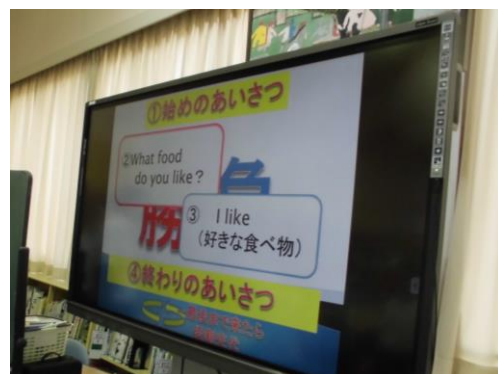 ①始めのあいさつ
②What food
do you like?
③ I like
(好きな食べ物)
④終わりのあいさつ